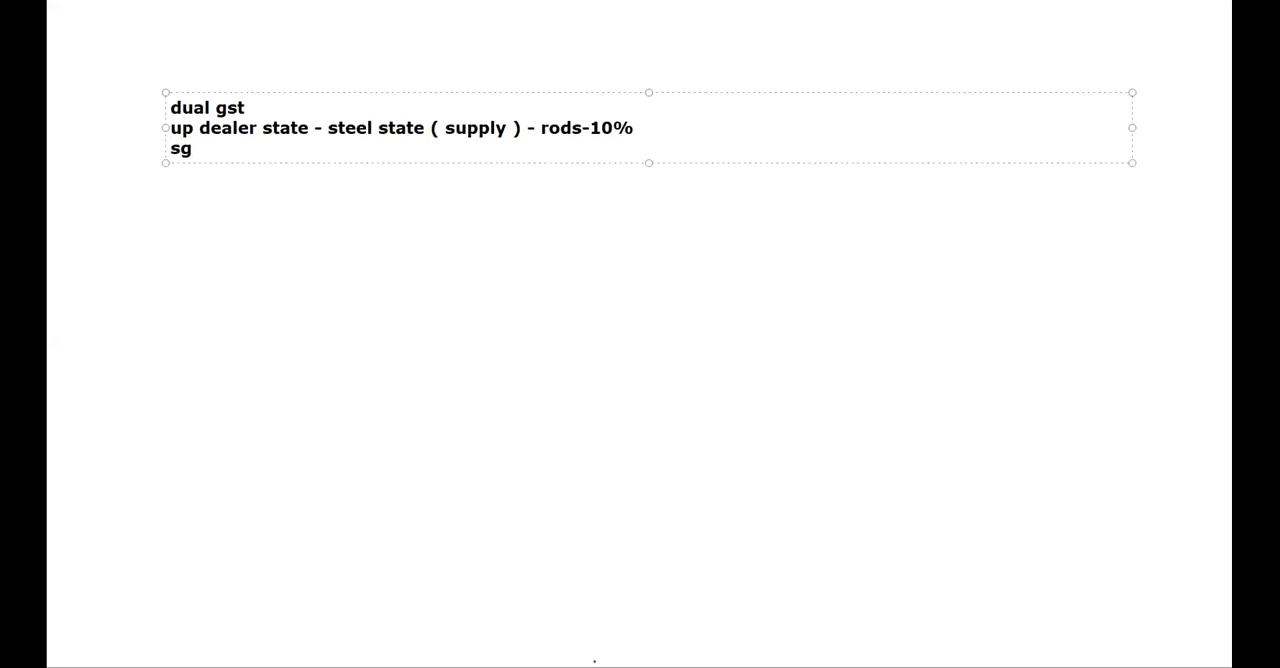 dual gst
up dealer state - steel state ( supply ) - rods-10%
sg